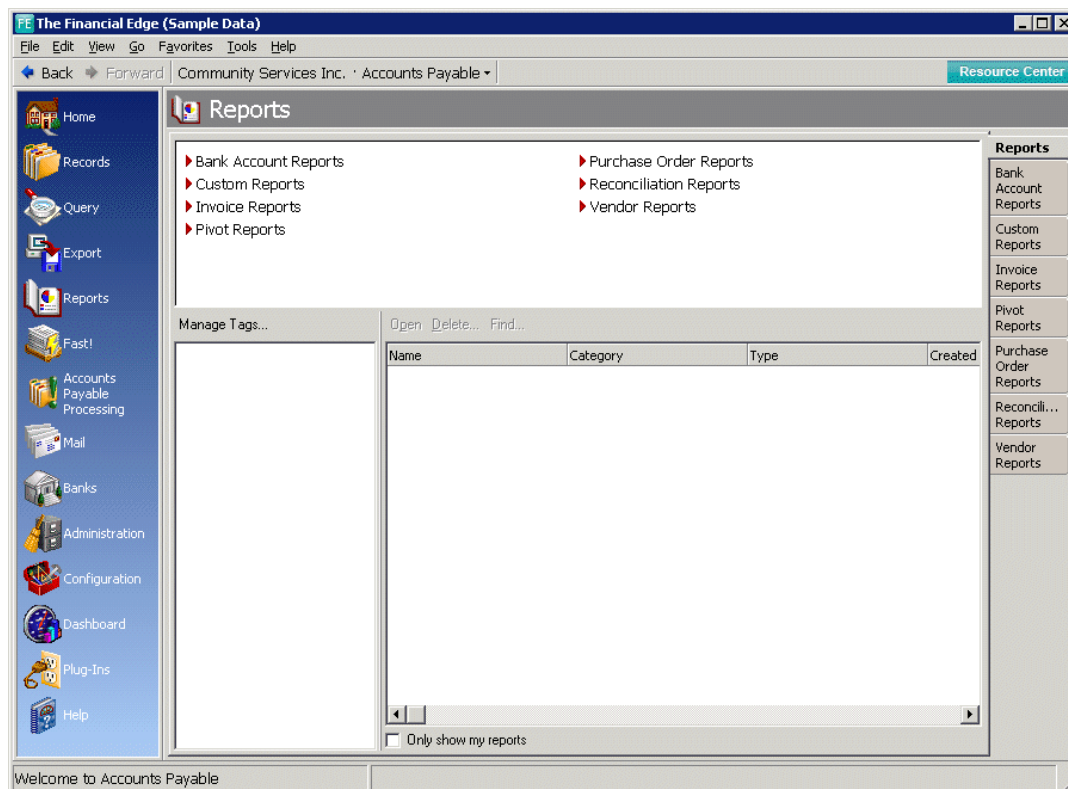 FE The Financial Edge (Sample Data)
File Edit View Go Favorites Tools Help
Back Forward Community Services Inc. · Accounts Payable Resource Center
Home
Records
Query
Export
Reports
Fast!
Accounts
Payable
Processing
Mail
Banks
Administration
Configuration
Dashboard
Plug-Ins
Help
Reports
Bank Account Reports
Custom Reports
Invoice Reports
Pivot Reports
Purchase Order Reports
Reconciliation Reports
Vendor Reports
Manage Tags...
Open Delete... Find...
Name Category Type Created
Only show my reports
Reports
Bank
Account
Reports
Custom
Reports
Invoice
Reports
Pivot
Reports
Purchase
Order
Reports
Reconcili...
Reports
Vendor
Reports
Welcome to Accounts Payable